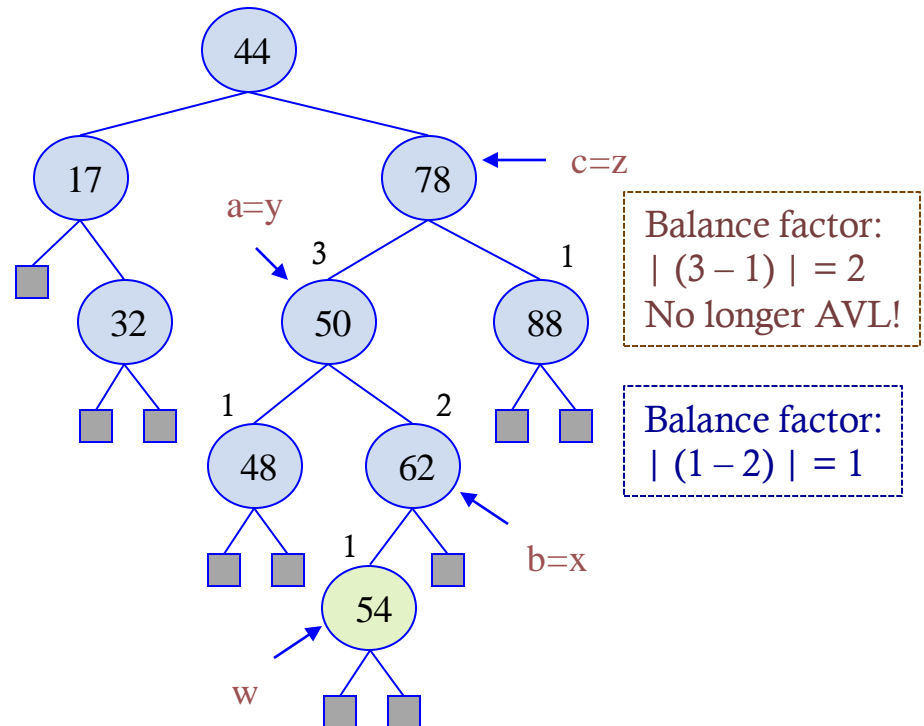 44
17
78
c=z
a=y
3
1
Balance factor:
| (3 – 1) | = 2
No longer AVL!
32
50
88
1
2
Balance factor:
| (1 – 2) | = 1
48
62
1
b=x
54
w